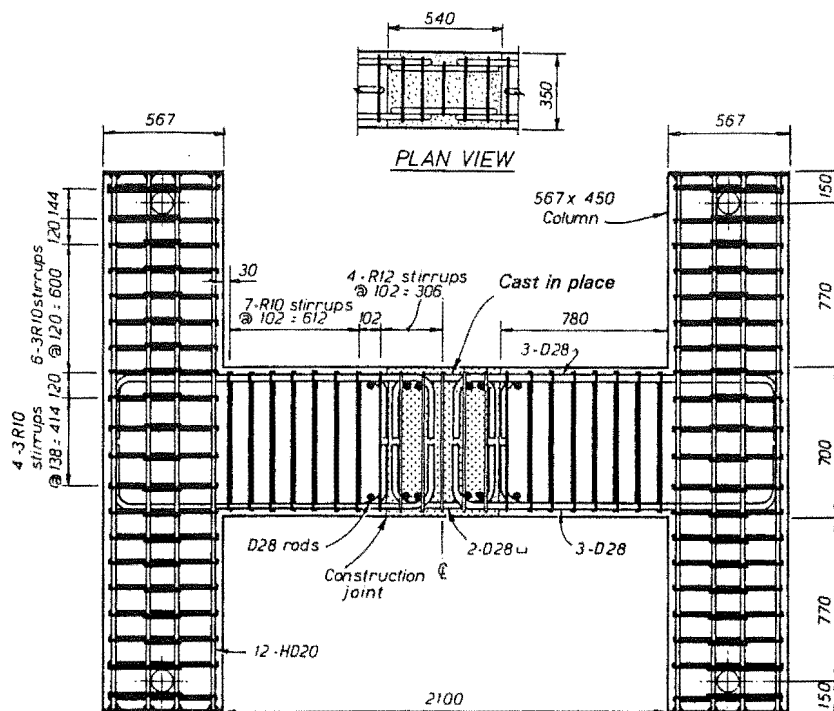 540
350
PLAN VIEW
567
567
150
144
120
6-3R10 stirrups
@120 = 600
120
4-3R10
stirrups
@138 = 414
30
7-R10 stirrups
@ 102 = 612
102
4-R12 stirrups
@ 102 = 306
Cast in place
567 x 450
Column
780
3-D28
770
700
770
150
D28 rods
Construction
joint
℄
2-D28
3-D28
12-HD20
2100